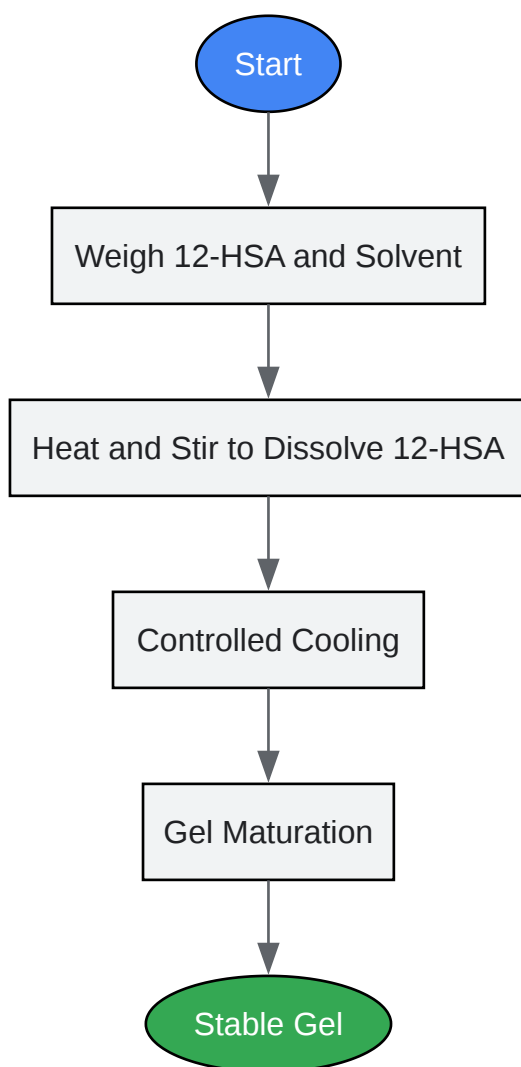 Start
Weigh 12-HSA and Solvent
Heat and Stir to Dissolve 12-HSA
Controlled Cooling
Gel Maturation
Stable Gel